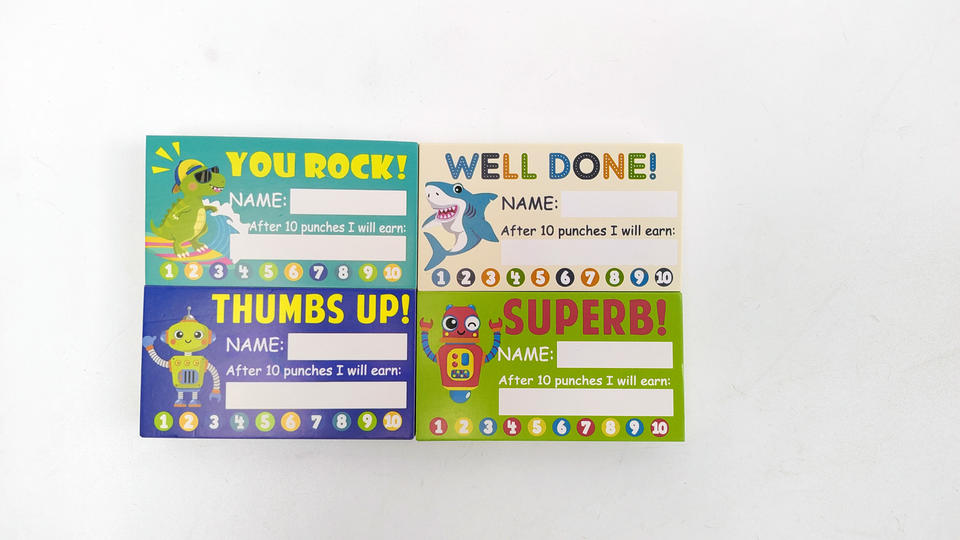 YOU ROCK!
NAME:
After 10 punches I will earn:
1 2 3 4 5 6 7 8 9 10
WELL DONE!
NAME:
After 10 punches I will earn:
1 2 3 4 5 6 7 8 9 10
THUMBS UP!
NAME:
After 10 punches I will earn:
1 2 3 4 5 6 7 8 9 10
SUPERB!
NAME:
After 10 punches I will earn:
1 2 3 4 5 6 7 8 9 10